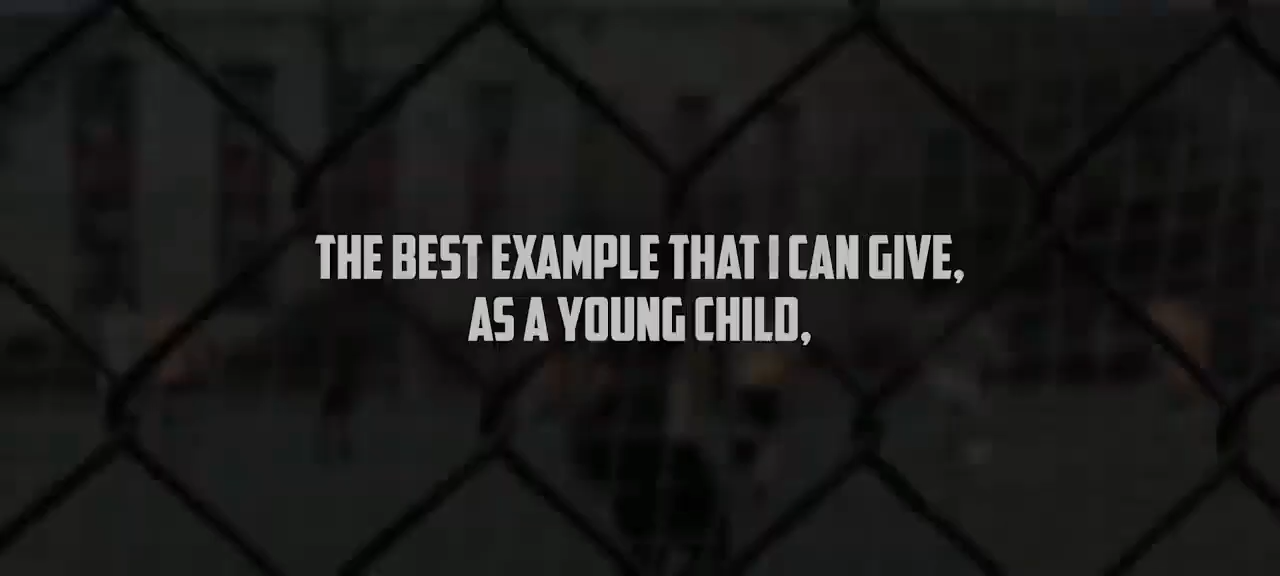 THE BEST EXAMPLE THAT I CAN GIVE,
AS A YOUNG CHILD,